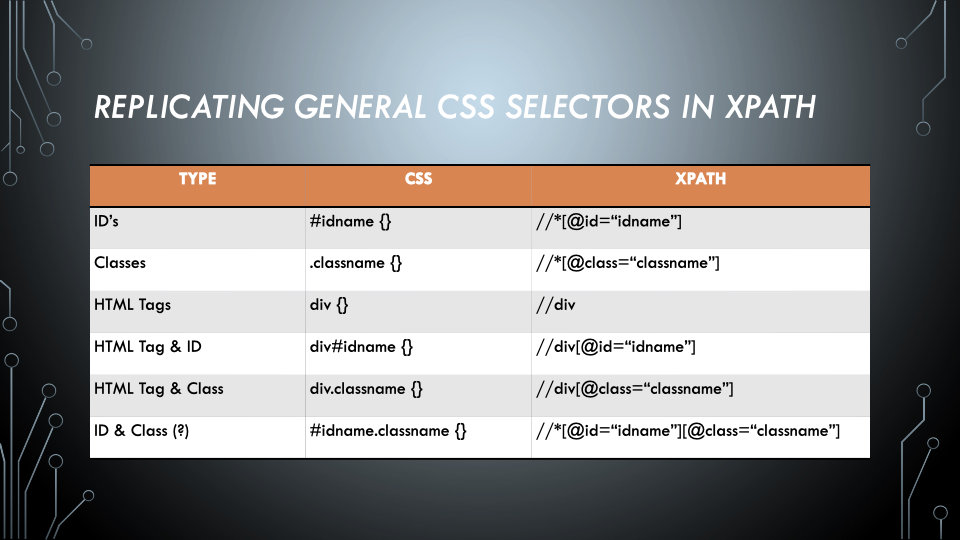 REPLICATING GENERAL CSS SELECTORS IN XPATH
TYPE CSS XPATH
ID's #idname {} //*[@id=“idname”]
Classes .classname {} //*[@class=“classname”]
HTML Tags div {} //div
HTML Tag & ID div#idname {} //div[@id=“idname”]
HTML Tag & Class div.classname {} //div[@class=“classname”]
ID & Class (?) #idname.classname {} //*[@id=“idname”][@class=“classname”]